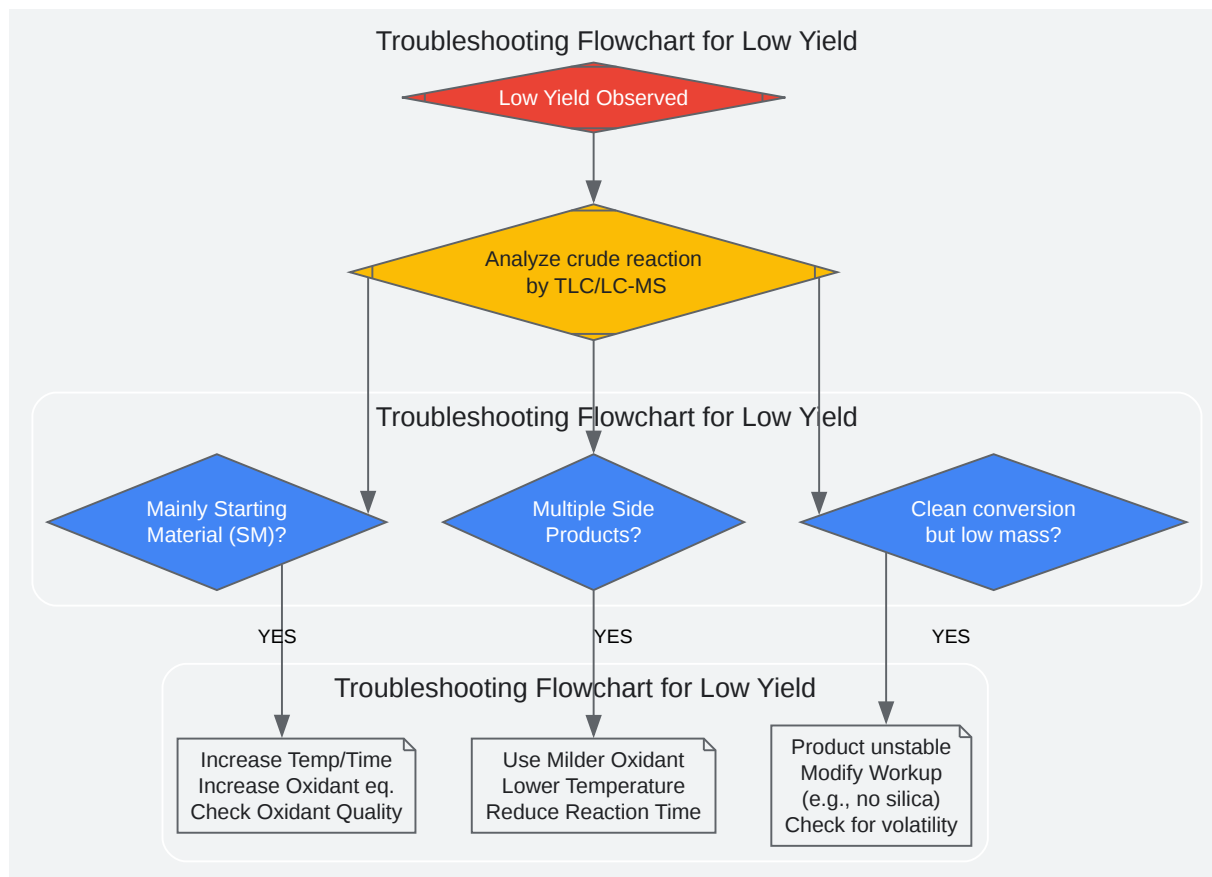 Troubleshooting Flowchart for Low Yield
Low Yield Observed
Analyze crude reaction
by TLC/LC-MS
Troubleshooting Flowchart for Low Yield
Mainly Starting
Material (SM)?
Multiple Side
Products?
Clean conversion
but low mass?
YES
YES
YES
Troubleshooting Flowchart for Low Yield
Increase Temp/Time
Increase Oxidant eq.
Check Oxidant Quality
Use Milder Oxidant
Lower Temperature
Reduce Reaction Time
Product unstable
Modify Workup
(e.g., no silica)
Check for volatility